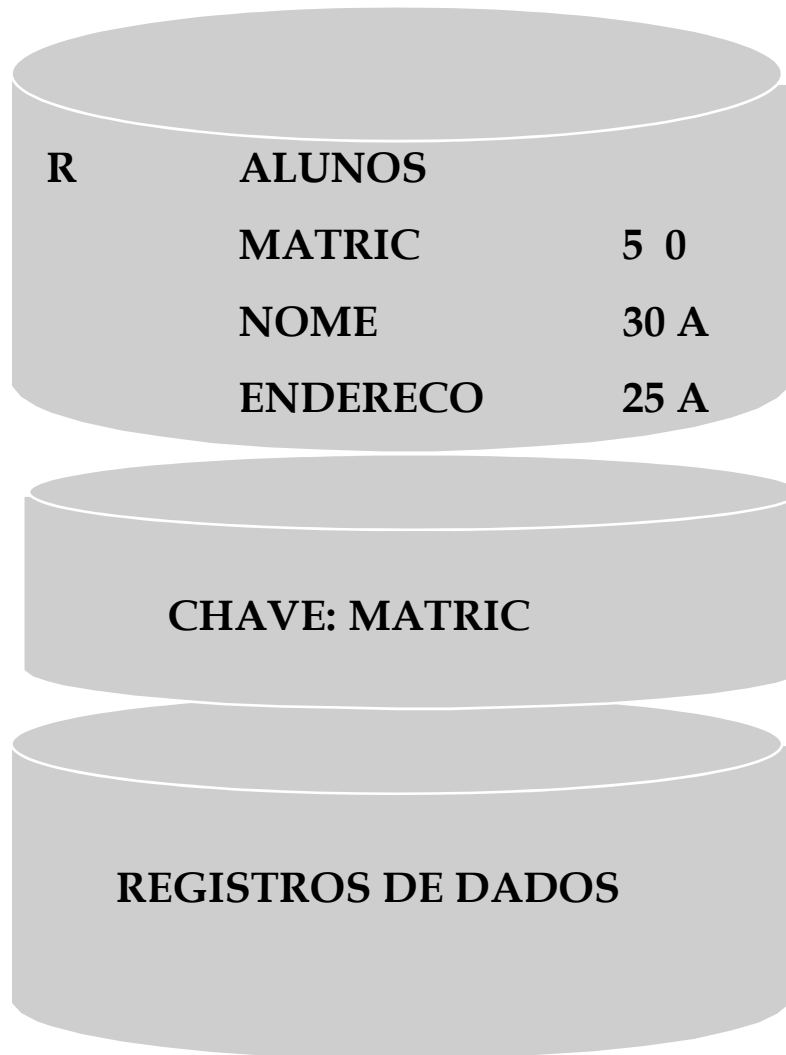 R ALUNOS
MATRIC 5 0
NOME 30 A
ENDERECO 25 A
CHAVE: MATRIC
REGISTROS DE DADOS